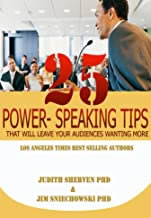 25
POWER- SPEAKING TIPS
THAT WILL LEAVE YOUR AUDIENCES WANTING MORE
LOS ANGELES TIMES BEST SELLING AUTHORS
JUDITH SHERVEN PHD
&
JIM SNIECHOWSKI PHD